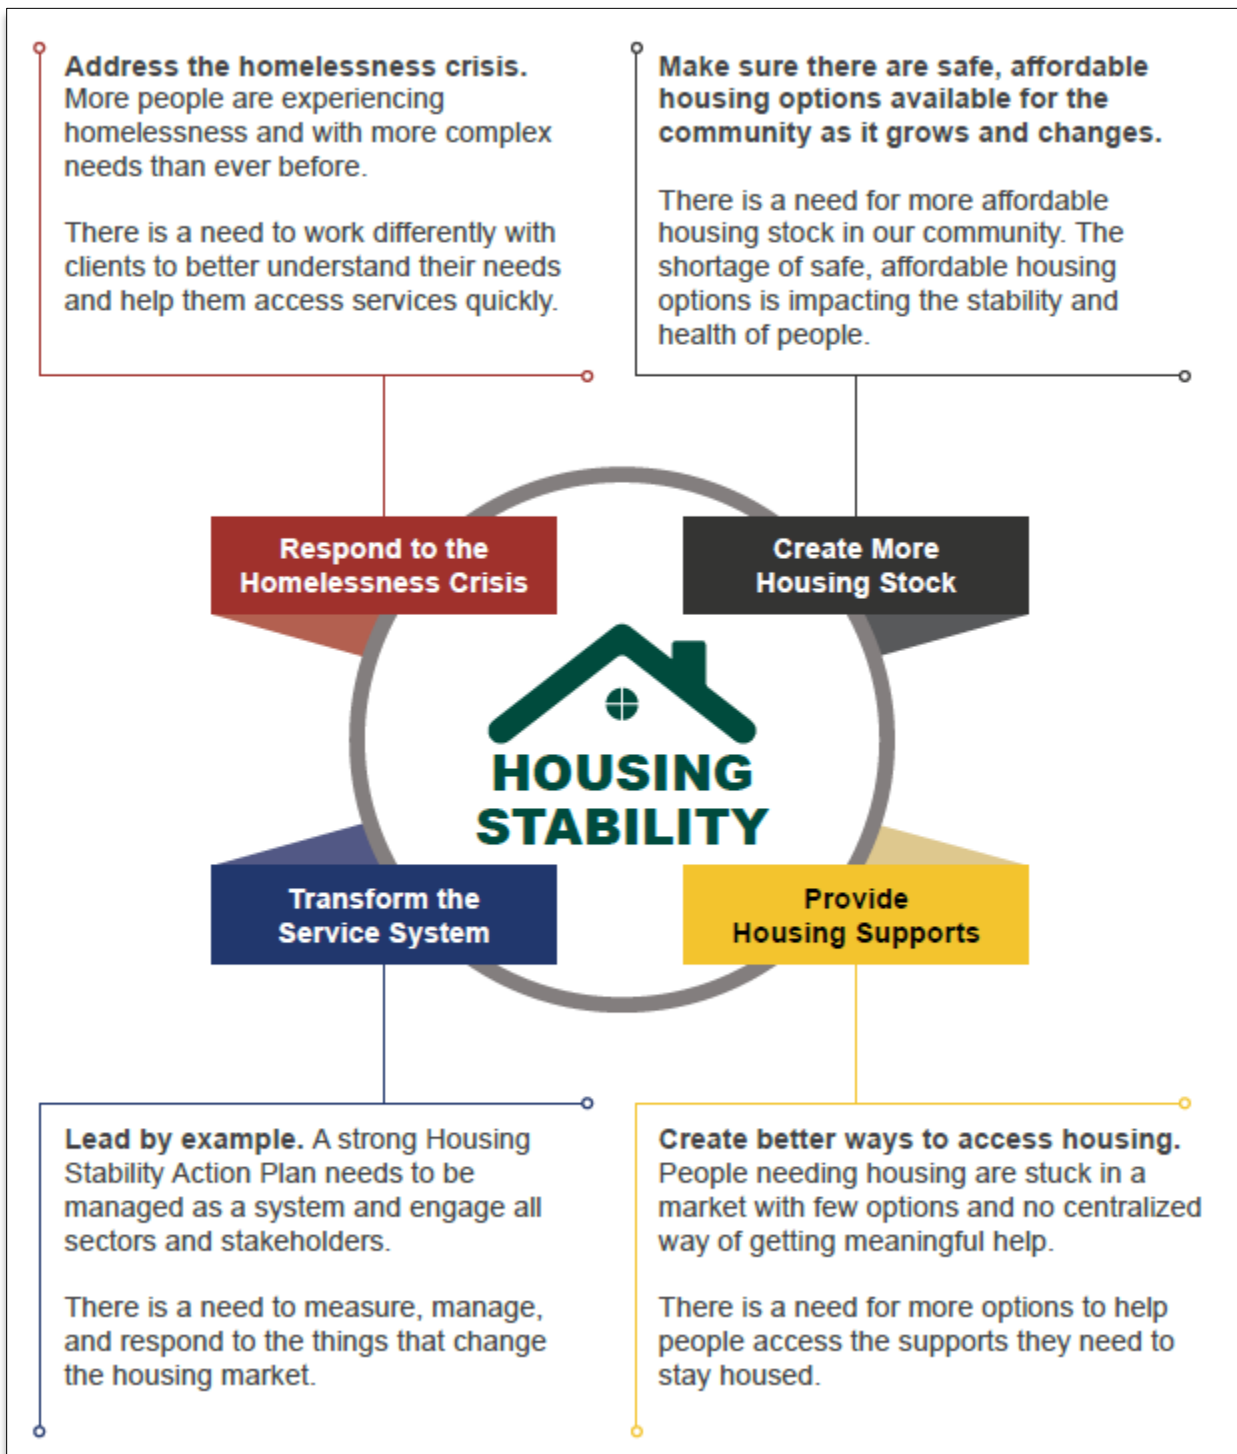 Address the homelessness crisis.
More people are experiencing
homelessness and with more complex
needs than ever before.
There is a need to work differently with
clients to better understand their needs
and help them access services quickly.
Make sure there are safe, affordable
housing options available for the
community as it grows and changes.
There is a need for more affordable
housing stock in our community. The
shortage of safe, affordable housing
options is impacting the stability and
health of people.
Respond to the
Homelessness Crisis
Create More
Housing Stock
HOUSING
STABILITY
Transform the
Service System
Provide
Housing Supports
Lead by example. A strong Housing
Stability Action Plan needs to be
managed as a system and engage all
sectors and stakeholders.
There is a need to measure, manage,
and respond to the things that change
the housing market.
Create better ways to access housing.
People needing housing are stuck in a
market with few options and no centralized
way of getting meaningful help.
There is a need for more options to help
people access the supports they need to
stay housed.